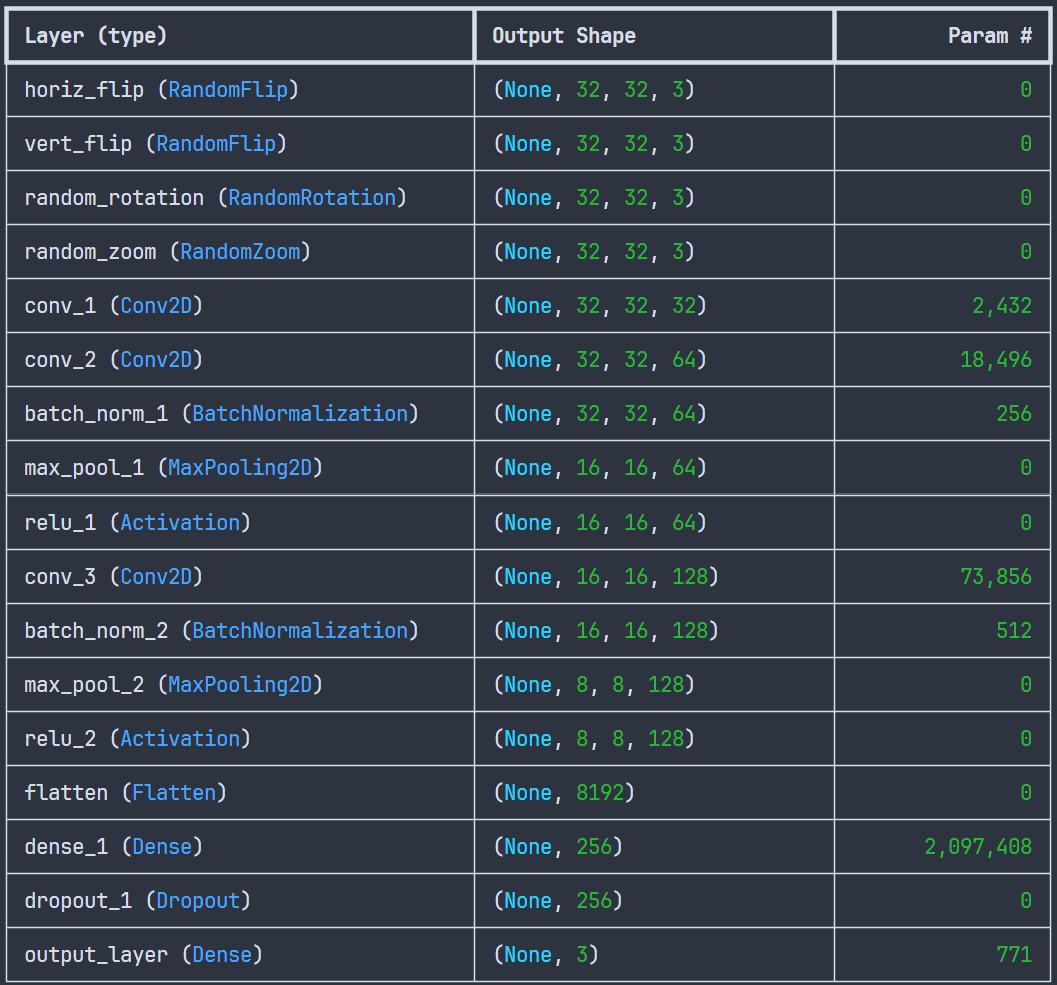 Layer (type) Output Shape Param #
horiz_flip (RandomFlip) (None, 32, 32, 3) 0
vert_flip (RandomFlip) (None, 32, 32, 3) 0
random_rotation (RandomRotation) (None, 32, 32, 3) 0
random_zoom (RandomZoom) (None, 32, 32, 3) 0
conv_1 (Conv2D) (None, 32, 32, 32) 2,432
conv_2 (Conv2D) (None, 32, 32, 64) 18,496
batch_norm_1 (BatchNormalization) (None, 32, 32, 64) 256
max_pool_1 (MaxPooling2D) (None, 16, 16, 64) 0
relu_1 (Activation) (None, 16, 16, 64) 0
conv_3 (Conv2D) (None, 16, 16, 128) 73,856
batch_norm_2 (BatchNormalization) (None, 16, 16, 128) 512
max_pool_2 (MaxPooling2D) (None, 8, 8, 128) 0
relu_2 (Activation) (None, 8, 8, 128) 0
flatten (Flatten) (None, 8192) 0
dense_1 (Dense) (None, 256) 2,097,408
dropout_1 (Dropout) (None, 256) 0
output_layer (Dense) (None, 3) 771